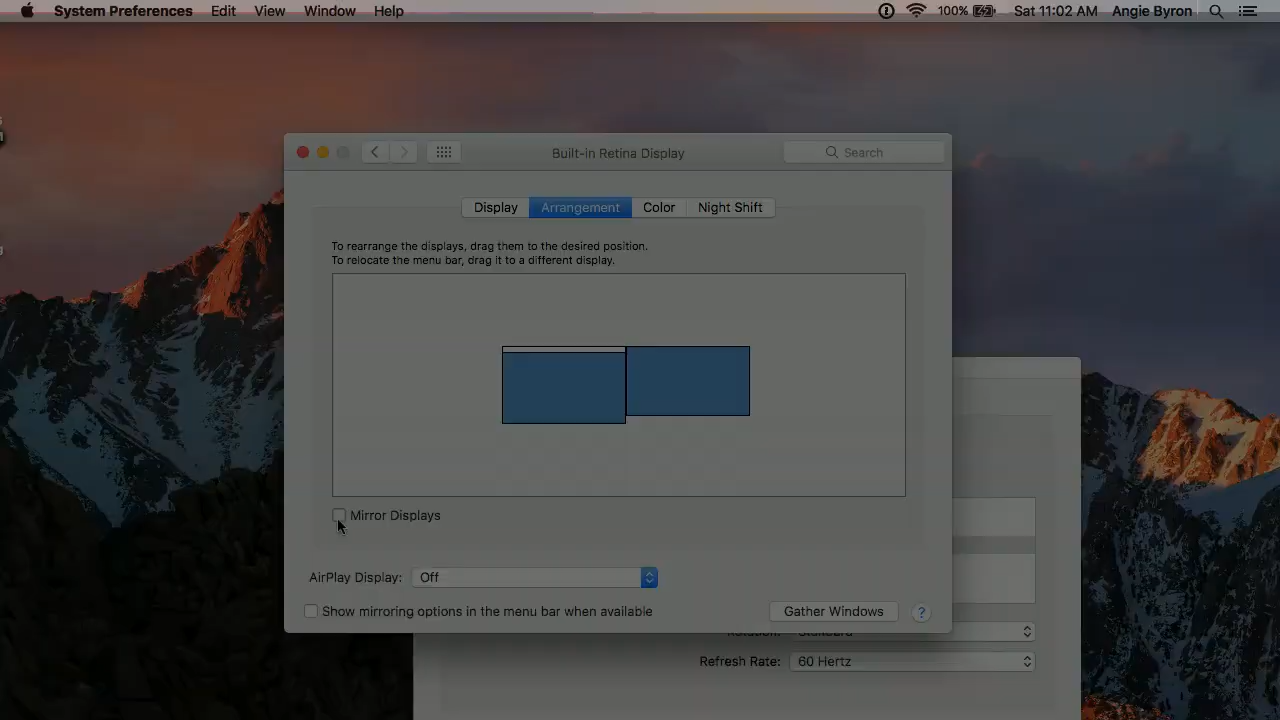 System Preferences Edit View Window Help 100% Sat 11:02 AM Angie Byron
Built-in Retina Display Search
Display Arrangement Color Night Shift
To rearrange the displays, drag them to the desired position.
To relocate the menu bar, drag it to a different display.
Mirror Displays
AirPlay Display: Off
Show mirroring options in the menu bar when available Gather Windows ?
Rotation: Standard
Refresh Rate: 60 Hertz